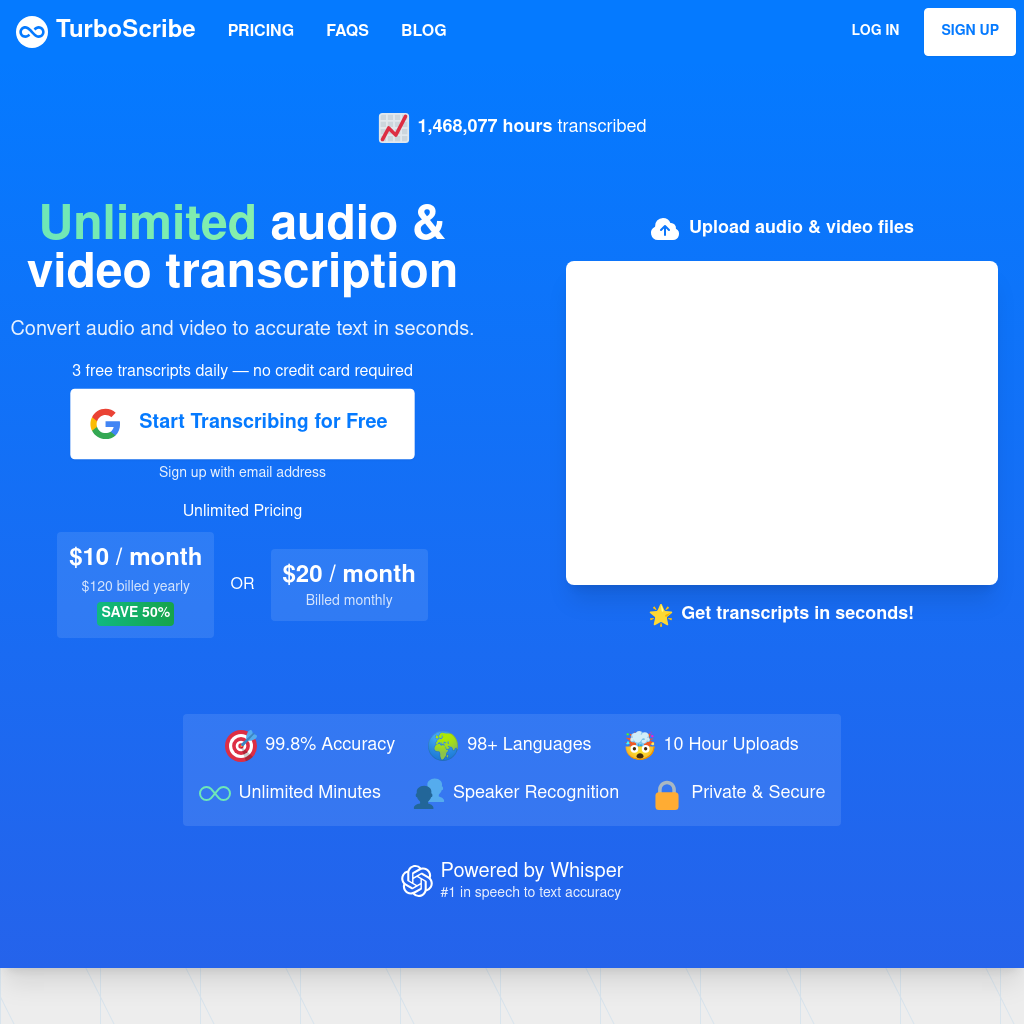 TurboScribe PRICING FAQS BLOG LOG IN SIGN UP
1,468,077 hours transcribed
Unlimited audio &
video transcription
Convert audio and video to accurate text in seconds.
3 free transcripts daily — no credit card required
Start Transcribing for Free
Sign up with email address
Unlimited Pricing
$10 / month
$120 billed yearly
SAVE 50%
OR
$20 / month
Billed monthly
Upload audio & video files
Get transcripts in seconds!
99.8% Accuracy 98+ Languages 10 Hour Uploads
Unlimited Minutes Speaker Recognition Private & Secure
Powered by Whisper
#1 in speech to text accuracy